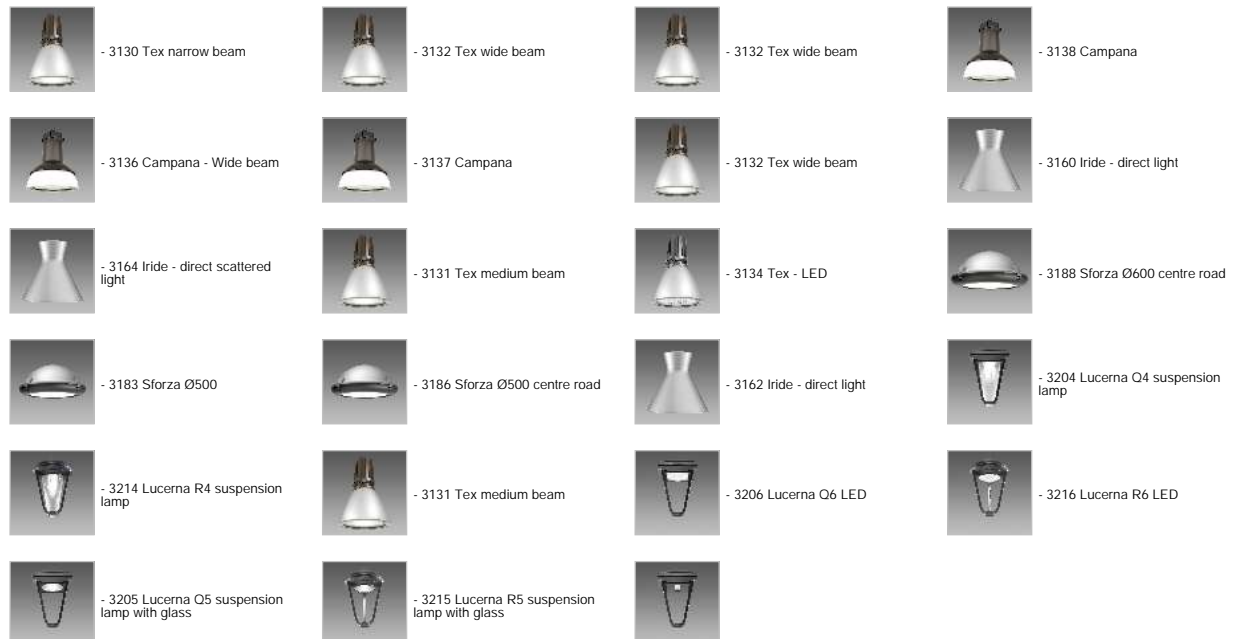 - 3130 Tex narrow beam
- 3132 Tex wide beam
- 3132 Tex wide beam
- 3138 Campana
- 3136 Campana - Wide beam
- 3137 Campana
- 3132 Tex wide beam
- 3160 Iride - direct light
- 3164 Iride - direct scattered
light
- 3131 Tex medium beam
- 3134 Tex - LED
- 3188 Sforza Ø600 centre road
- 3183 Sforza Ø500
- 3186 Sforza Ø500 centre road
- 3162 Iride - direct light
- 3204 Lucerna Q4 suspension
lamp
- 3214 Lucerna R4 suspension
lamp
- 3131 Tex medium beam
- 3206 Lucerna Q6 LED
- 3216 Lucerna R6 LED
- 3205 Lucerna Q5 suspension
lamp with glass
- 3215 Lucerna R5 suspension
lamp with glass